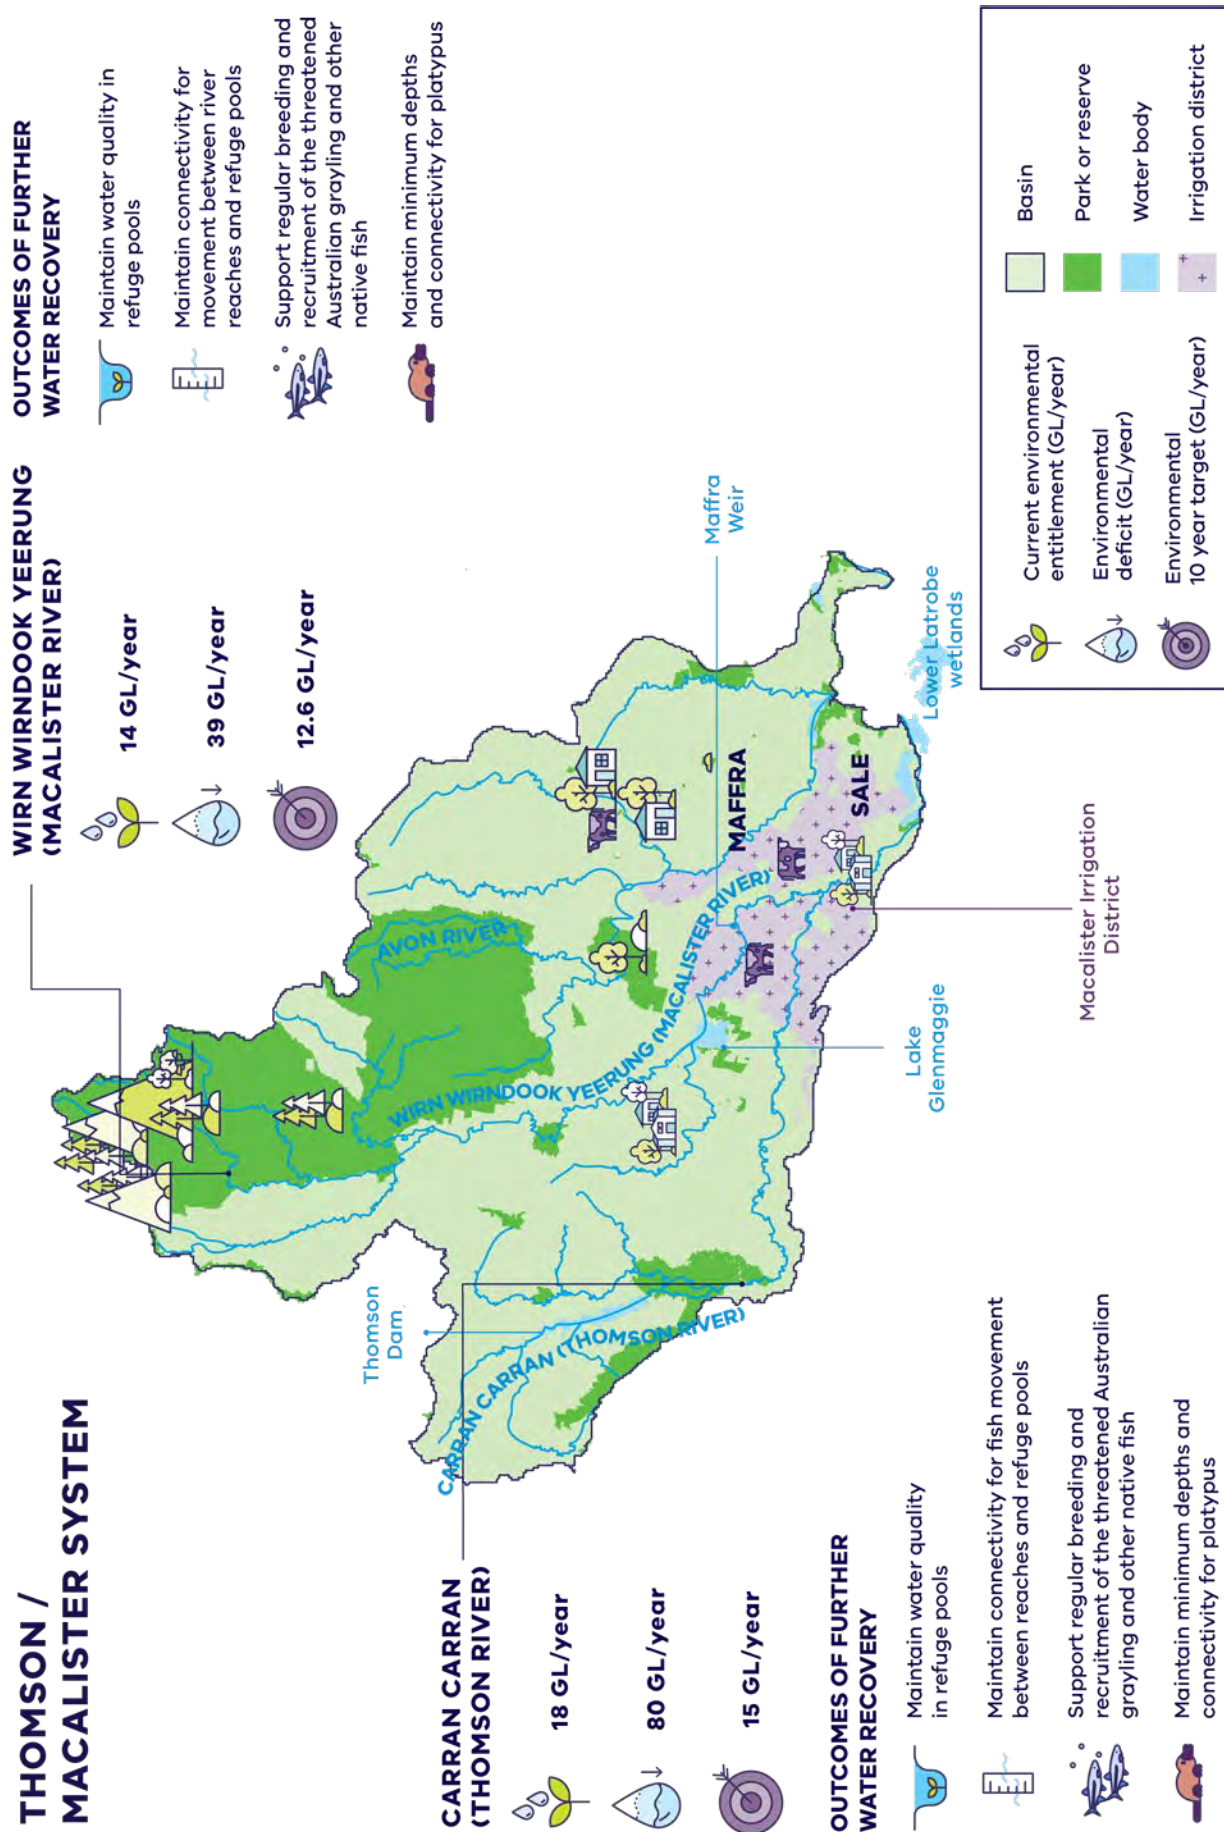 THOMSON /
MACALISTER SYSTEM
WIRN WIRNDOOK YEERUNG
(MACALISTER RIVER)
14 GL/year
39 GL/year
12.6 GL/year
OUTCOMES OF FURTHER
WATER RECOVERY
Maintain water quality in
refuge pools
Maintain connectivity for
movement between river
reaches and refuge pools
Support regular breeding and
recruitment of the threatened
Australian grayling and other
native fish
Maintain minimum depths
and connectivity for platypus
CARRAN CARRAN
(THOMSON RIVER)
18 GL/year
80 GL/year
15 GL/year
OUTCOMES OF FURTHER
WATER RECOVERY
Maintain water quality
in refuge pools
Maintain connectivity for fish movement
between reaches and refuge pools
Support regular breeding and
recruitment of the threatened Australian
grayling and other native fish
Maintain minimum depths and
connectivity for platypus
Thomson
Dam
CARRAN CARRAN (THOMSON RIVER)
WIRN WIRNDOOK YEERUNG (MACALISTER RIVER)
AVON RIVER
MAFFRA
SALE
Maffra
Weir
Lake
Glenmaggie
Macalister Irrigation
District
Lower Latrobe
wetlands
Current environmental
entitlement (GL/year)
Environmental
deficit (GL/year)
Environmental
10 year target (GL/year)
Basin
Park or reserve
Water body
Irrigation district